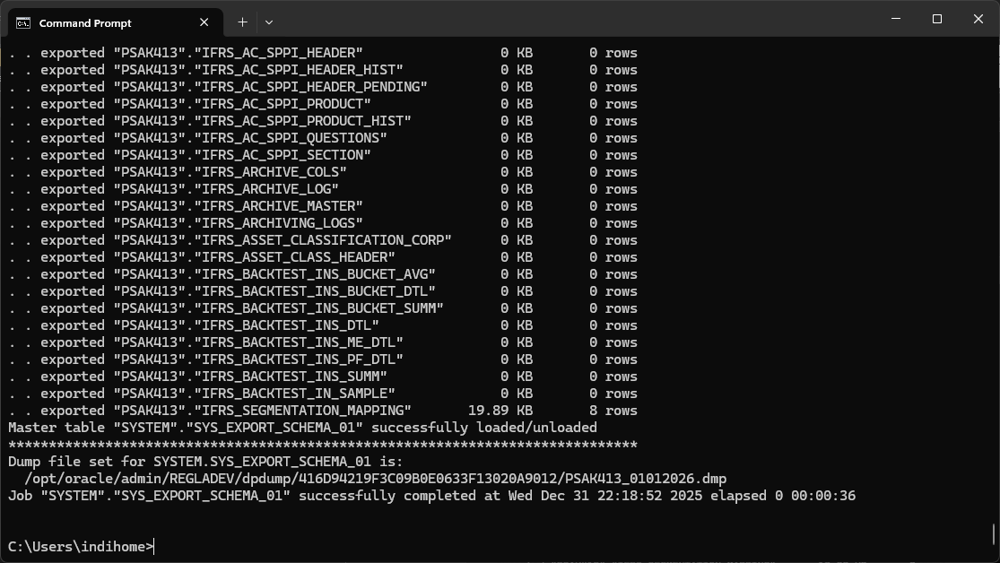 Command Prompt
. . exported "PSAK413"."IFRS_AC_SPPI_HEADER"                 0 KB       0 rows
. . exported "PSAK413"."IFRS_AC_SPPI_HEADER_HIST"            0 KB       0 rows
. . exported "PSAK413"."IFRS_AC_SPPI_HEADER_PENDING"         0 KB       0 rows
. . exported "PSAK413"."IFRS_AC_SPPI_PRODUCT"                0 KB       0 rows
. . exported "PSAK413"."IFRS_AC_SPPI_PRODUCT_HIST"           0 KB       0 rows
. . exported "PSAK413"."IFRS_AC_SPPI_QUESTIONS"              0 KB       0 rows
. . exported "PSAK413"."IFRS_AC_SPPI_SECTION"                0 KB       0 rows
. . exported "PSAK413"."IFRS_ARCHIVE_COLS"                   0 KB       0 rows
. . exported "PSAK413"."IFRS_ARCHIVE_LOG"                    0 KB       0 rows
. . exported "PSAK413"."IFRS_ARCHIVE_MASTER"                 0 KB       0 rows
. . exported "PSAK413"."IFRS_ARCHIVING_LOGS"                 0 KB       0 rows
. . exported "PSAK413"."IFRS_ASSET_CLASSIFICATION_CORP"      0 KB       0 rows
. . exported "PSAK413"."IFRS_ASSET_CLASS_HEADER"             0 KB       0 rows
. . exported "PSAK413"."IFRS_BACKTEST_INS_BUCKET_AVG"        0 KB       0 rows
. . exported "PSAK413"."IFRS_BACKTEST_INS_BUCKET_DTL"        0 KB       0 rows
. . exported "PSAK413"."IFRS_BACKTEST_INS_BUCKET_SUMM"       0 KB       0 rows
. . exported "PSAK413"."IFRS_BACKTEST_INS_DTL"               0 KB       0 rows
. . exported "PSAK413"."IFRS_BACKTEST_INS_ME_DTL"            0 KB       0 rows
. . exported "PSAK413"."IFRS_BACKTEST_INS_PF_DTL"            0 KB       0 rows
. . exported "PSAK413"."IFRS_BACKTEST_INS_SUMM"              0 KB       0 rows
. . exported "PSAK413"."IFRS_BACKTEST_IN_SAMPLE"             0 KB       0 rows
. . exported "PSAK413"."IFRS_SEGMENTATION_MAPPING"       19.89 KB       8 rows
Master table "SYSTEM"."SYS_EXPORT_SCHEMA_01" successfully loaded/unloaded
******************************************************************************
Dump file set for SYSTEM.SYS_EXPORT_SCHEMA_01 is:
  /opt/oracle/admin/REGLADEV/dpdump/416D94219F3C09B0E0633F13020A9012/PSAK413_01012026.dmp
Job "SYSTEM"."SYS_EXPORT_SCHEMA_01" successfully completed at Wed Dec 31 22:18:52 2025 elapsed 0 00:00:36
C:\Users\indihome>